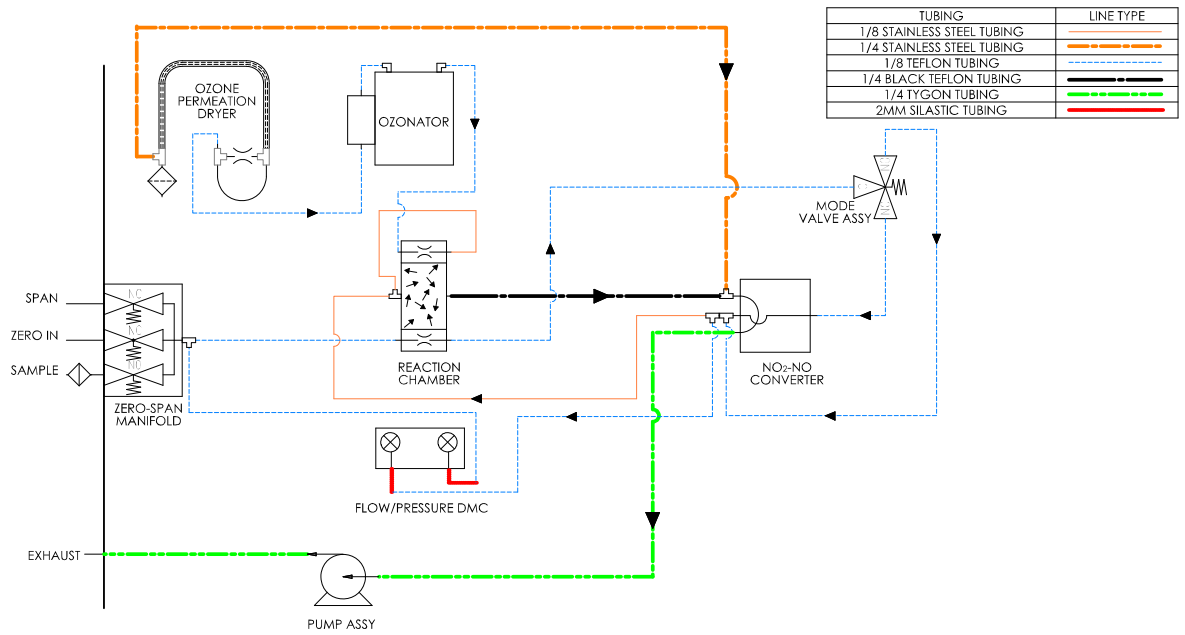 TUBING LINE TYPE
1/8 STAINLESS STEEL TUBING
1/4 STAINLESS STEEL TUBING
1/8 TEFLON TUBING
1/4 BLACK TEFLON TUBING
1/4 TYGON TUBING
2MM SILASTIC TUBING
OZONE
PERMEATION
DRYER
OZONATOR
MODE
VALVE ASSY
SPAN
ZERO IN
SAMPLE
NC
NC
ZERO-SPAN
MANIFOLD
REACTION
CHAMBER
NO₂-NO
CONVERTER
FLOW/PRESSURE DMC
EXHAUST
PUMP ASSY